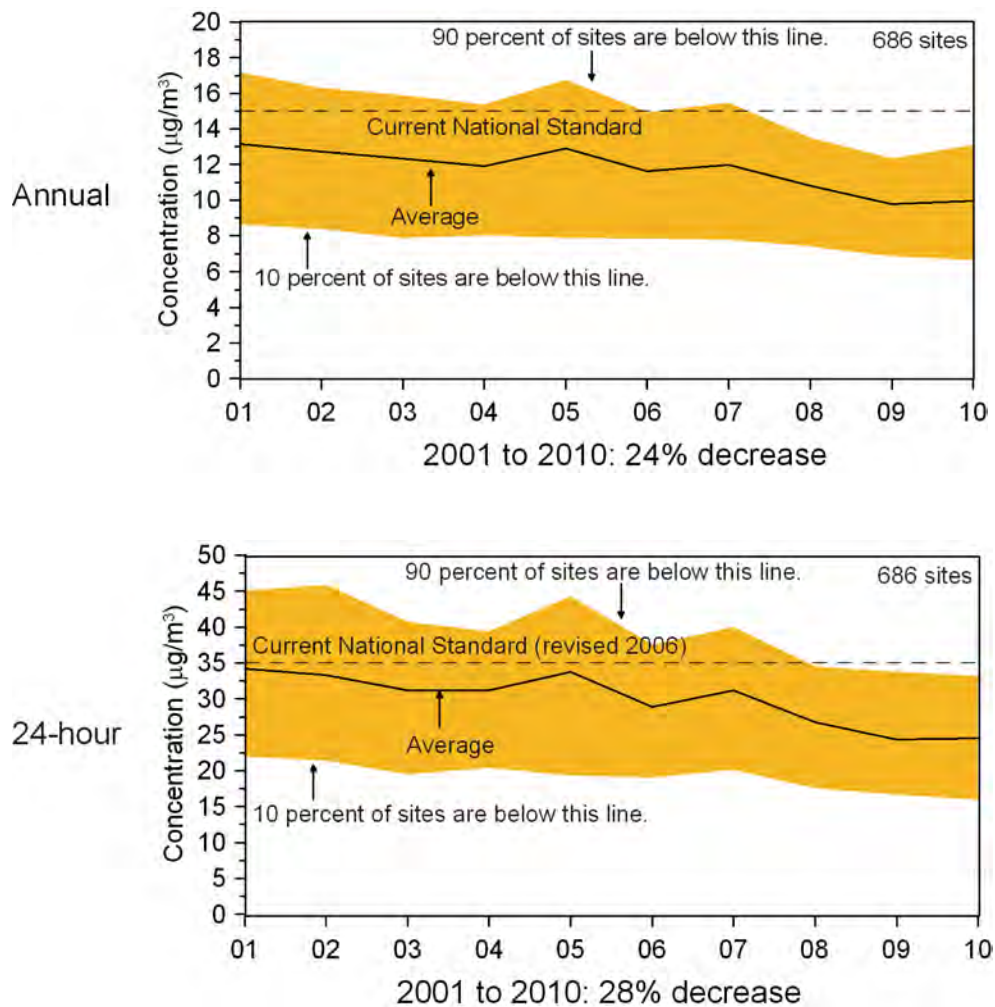 20
18
16
14
12
10
8
6
4
2
0
Concentration (µg/m³)
Annual
90 percent of sites are below this line.
686 sites
Current National Standard
Average
10 percent of sites are below this line.
01 02 03 04 05 06 07 08 09 10
2001 to 2010: 24% decrease
50
45
40
35
30
25
20
15
10
5
0
Concentration (µg/m³)
24-hour
90 percent of sites are below this line.
686 sites
Current National Standard (revised 2006)
Average
10 percent of sites are below this line.
01 02 03 04 05 06 07 08 09 10
2001 to 2010: 28% decrease